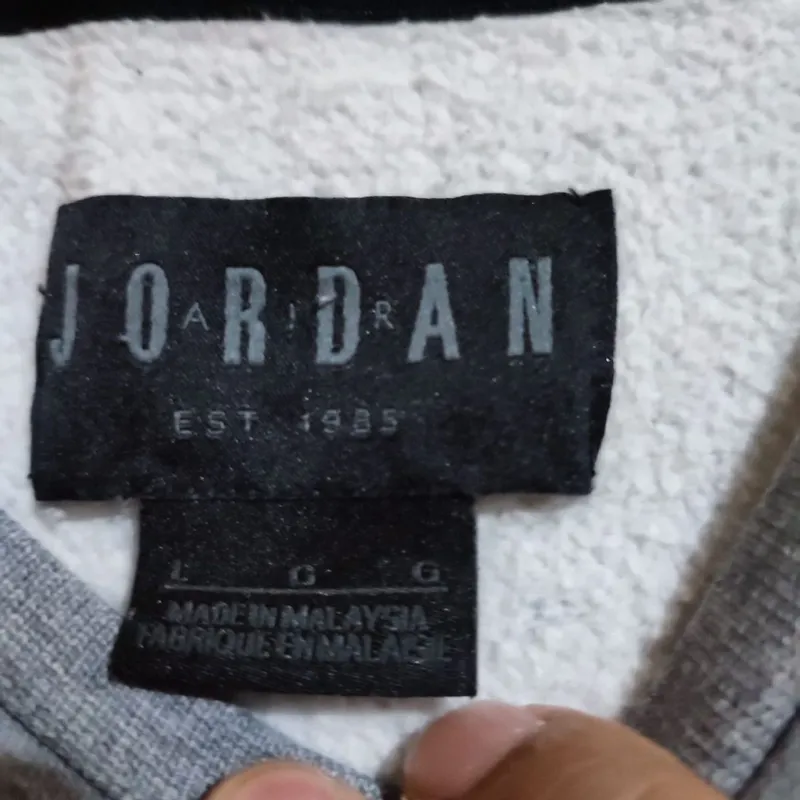 JORDAN
AIR
EST. 1985
L G G
MADE IN MALAYSIA
FABRIQUE EN MALAISIE